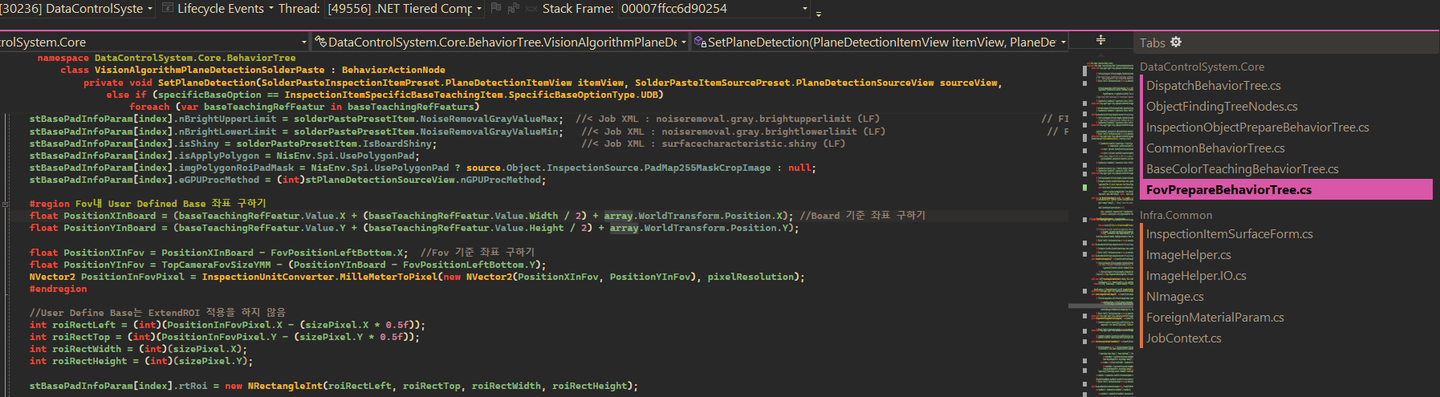 [30236] DataControlSyste Lifecycle Events Thread: [49556] .NET Tiered Comp Stack Frame: 00007ffcc6d90254
trolSystem.Core DataControlSystem.Core.BehaviorTree.VisionAlgorithmPlaneDe SetPlaneDetection(PlaneDetectionItemView itemView, PlaneDe
namespace DataControlSystem.Core.BehaviorTree
class VisionAlgorithmPlaneDetectionSolderPaste : BehaviorActionNode
private void SetPlaneDetection(SolderPasteInspectionItemPreset.PlaneDetectionItemView itemView, SolderPasteItemSourcePreset.PlaneDetectionSourceView sourceView,
else if (specificBaseOption == InspectionItemSpecificBaseTeachingItem.SpecificBaseOptionType.UDB)
foreach (var baseTeachingRefFeatur in baseTeachingRefFeaturs)
stBasePadInfoParam[index].nBrightUpperLimit = solderPastePresetItem.NoiseRemovalGrayValueMax; //< Job XML : noiseremoval.gray.brightupperlimit (LF) // FI
stBasePadInfoParam[index].nBrightLowerLimit = solderPastePresetItem.NoiseRemovalGrayValueMin; //< Job XML : noiseremoval.gray.brightlowerlimit (LF) // F
stBasePadInfoParam[index].isShiny = solderPastePresetItem.IsBoardShiny; //< Job XML : surfacecharacteristic.shiny (LF)
stBasePadInfoParam[index].isApplyPolygon = NisEnv.Spi.UsePolygonPad;
stBasePadInfoParam[index].imgPolygonRoiPadMask = NisEnv.Spi.UsePolygonPad ? source.Object.InspectionSource.PadMap255MaskCropImage : null;
stBasePadInfoParam[index].eGPUProcMethod = (int)stPlaneDetectionSourceView.nGPUProcMethod;
#region Fov내 User Defined Base 좌표 구하기
float PositionXInBoard = (baseTeachingRefFeatur.Value.X + (baseTeachingRefFeatur.Value.Width / 2) + array.WorldTransform.Position.X); //Board 기준 좌표 구하기
float PositionYInBoard = (baseTeachingRefFeatur.Value.Y + (baseTeachingRefFeatur.Value.Height / 2) + array.WorldTransform.Position.Y);
float PositionXInFov = PositionXInBoard - FovPositionLeftBottom.X; //Fov 기준 좌표 구하기
float PositionYInFov = TopCameraFovSizeYMM - (PositionYInBoard - FovPositionLeftBottom.Y);
NVector2 PositionInFovPixel = InspectionUnitConverter.MilleMeterToPixel(new NVector2(PositionXInFov, PositionYInFov), pixelResolution);
#endregion
//User Define Base는 ExtendROI 적용을 하지 않음
int roiRectLeft = (int)(PositionInFovPixel.X - (sizePixel.X * 0.5f));
int roiRectTop = (int)(PositionInFovPixel.Y - (sizePixel.Y * 0.5f));
int roiRectWidth = (int)(sizePixel.X);
int roiRectHeight = (int)(sizePixel.Y);
stBasePadInfoParam[index].rtRoi = new NRectangleInt(roiRectLeft, roiRectTop, roiRectWidth, roiRectHeight);
Tabs
DataControlSystem.Core
DispatchBehaviorTree.cs
ObjectFindingTreeNodes.cs
InspectionObjectPrepareBehaviorTree.cs
CommonBehaviorTree.cs
BaseColorTeachingBehaviorTree.cs
FovPrepareBehaviorTree.cs
Infra.Common
InspectionItemSurfaceForm.cs
ImageHelper.cs
ImageHelper.IO.cs
NImage.cs
ForeignMaterialParam.cs
JobContext.cs